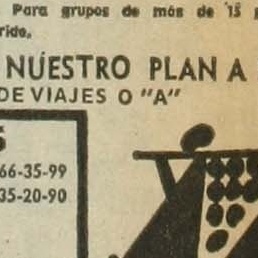 Para grupos de más de 15
NUESTRO PLAN A
DE VIAJES O "A"
66-35-99
35-20-90